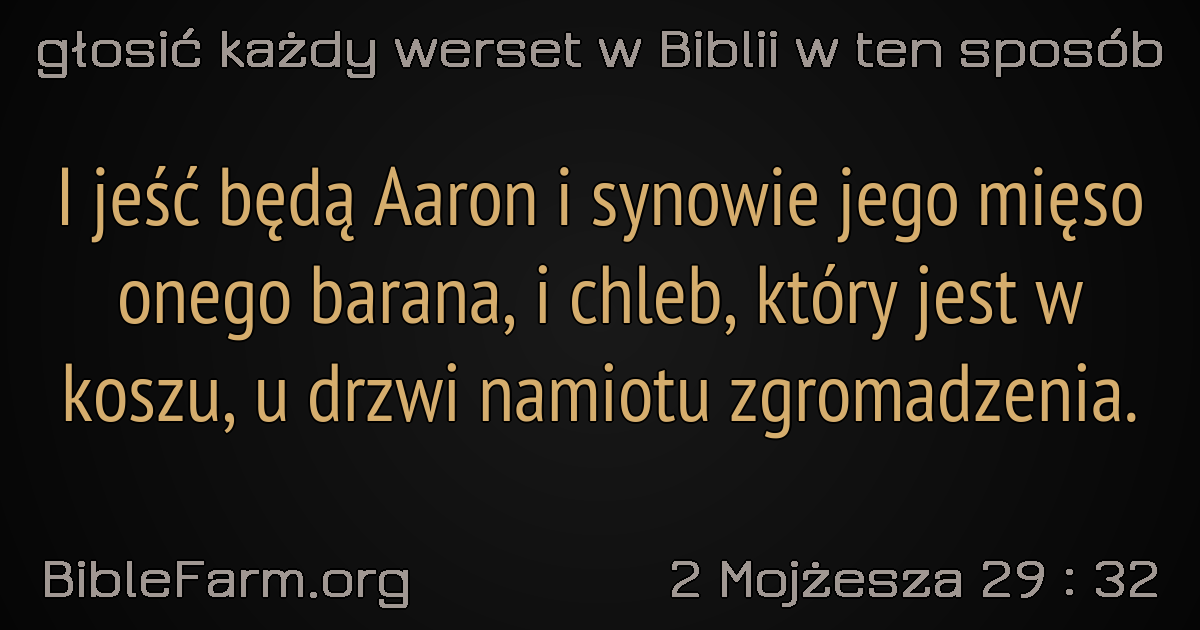 głosić każdy werset w Biblii w ten sposób
I jeść będą Aaron i synowie jego mięso
onego barana, i chleb, który jest w
koszu, u drzwi namiotu zgromadzenia.
BibleFarm.org
2 Mojżesza 29 : 32